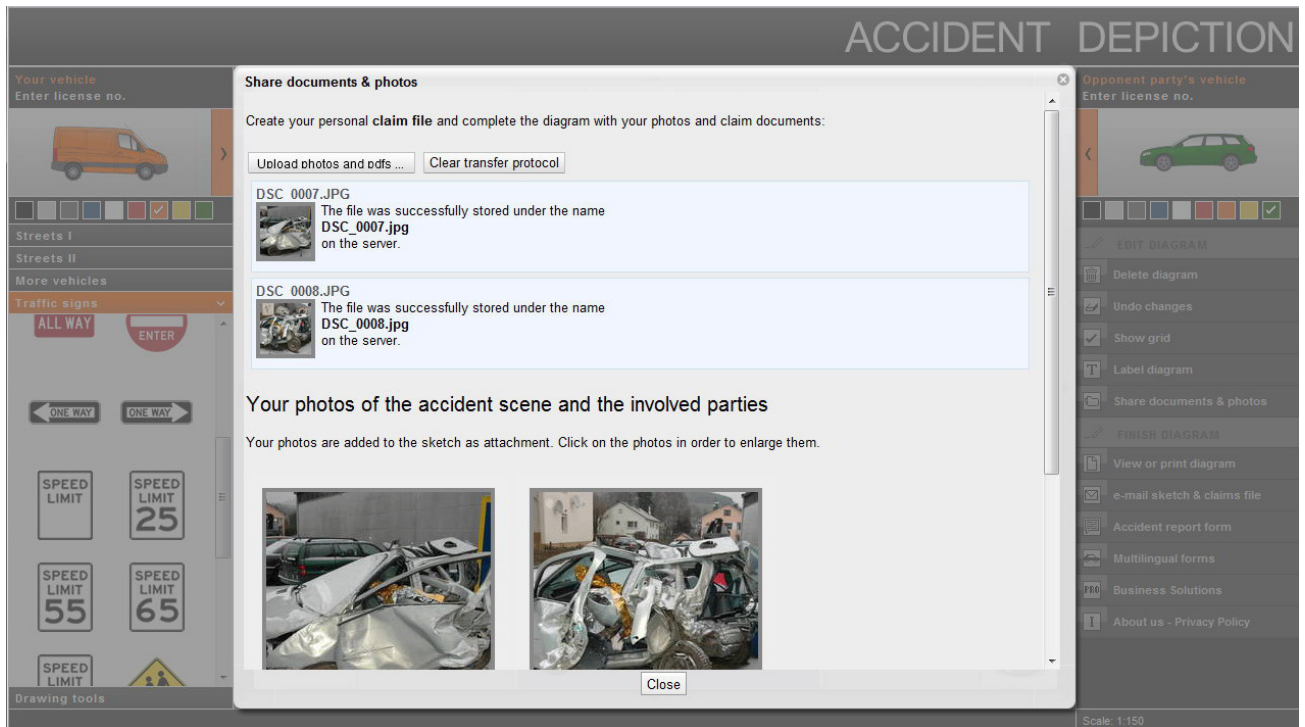 ACCIDENT DEPICTION
Your vehicle
Enter license no.
Streets I
Streets II
More vehicles
Traffic signs
ALL WAY
ENTER
ONE WAY
ONE WAY
SPEED LIMIT
SPEED LIMIT 25
SPEED LIMIT 55
SPEED LIMIT 65
SPEED LIMIT
Drawing tools
Share documents & photos
Create your personal claim file and complete the diagram with your photos and claim documents:
Upload photos and pdfs ...
Clear transfer protocol
DSC_0007.JPG
The file was successfully stored under the name
DSC_0007.jpg
on the server.
DSC_0008.JPG
The file was successfully stored under the name
DSC_0008.jpg
on the server.
Your photos of the accident scene and the involved parties
Your photos are added to the sketch as attachment. Click on the photos in order to enlarge them.
Close
Opponent party's vehicle
Enter license no.
EDIT DIAGRAM
Delete diagram
Undo changes
Show grid
T Label diagram
Share documents & photos
FINISH DIAGRAM
View or print diagram
e-mail sketch & claims file
Accident report form
Multilingual forms
PRO Business Solutions
I About us - Privacy Policy
Scale: 1:150